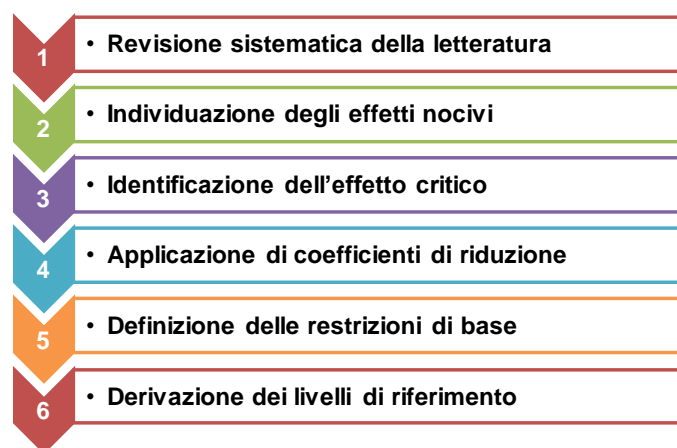 1 • Revisione sistematica della letteratura
2 • Individuazione degli effetti nocivi
3 • Identificazione dell'effetto critico
4 • Applicazione di coefficienti di riduzione
5 • Definizione delle restrizioni di base
6 • Derivazione dei livelli di riferimento